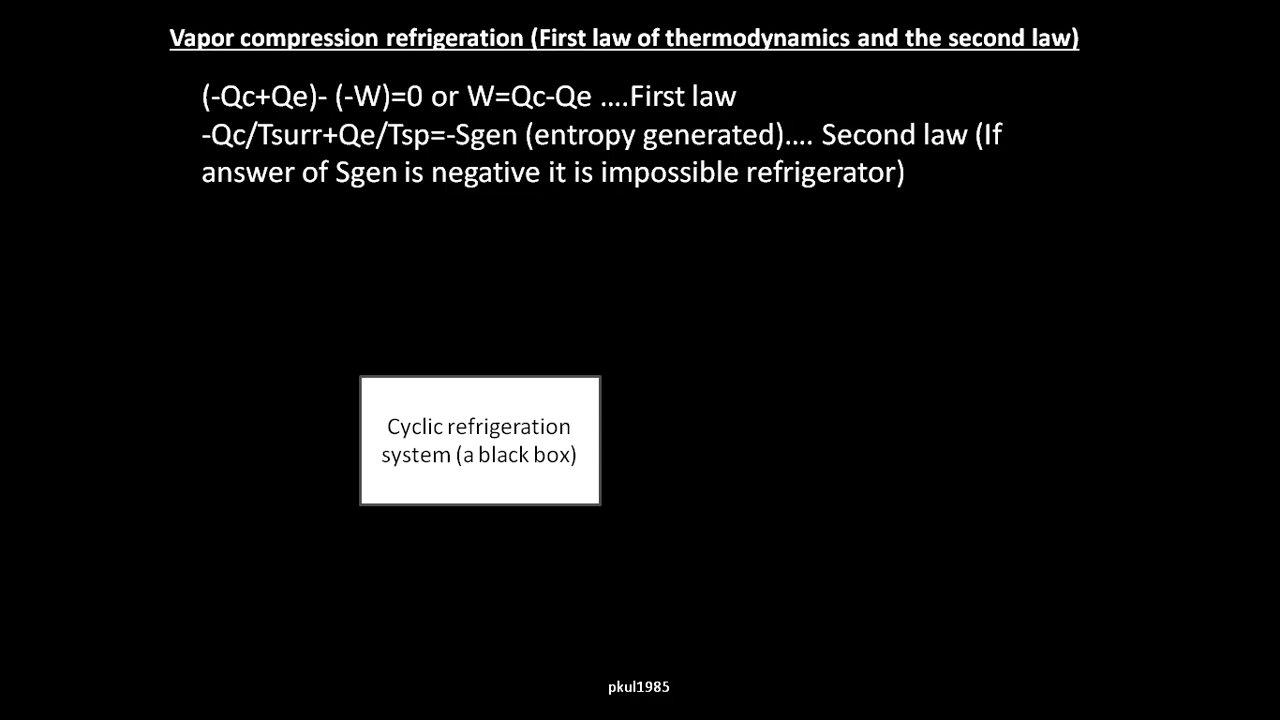 Vapor compression refrigeration (First law of thermodynamics and the second law)
(-Qc+Qe)- (-W)=0 or W=Qc-Qe ....First law
-Qc/Tsurr+Qe/Tsp=-Sgen (entropy generated).... Second law (If
answer of Sgen is negative it is impossible refrigerator)
Cyclic refrigeration
system (a black box)
pkul1985